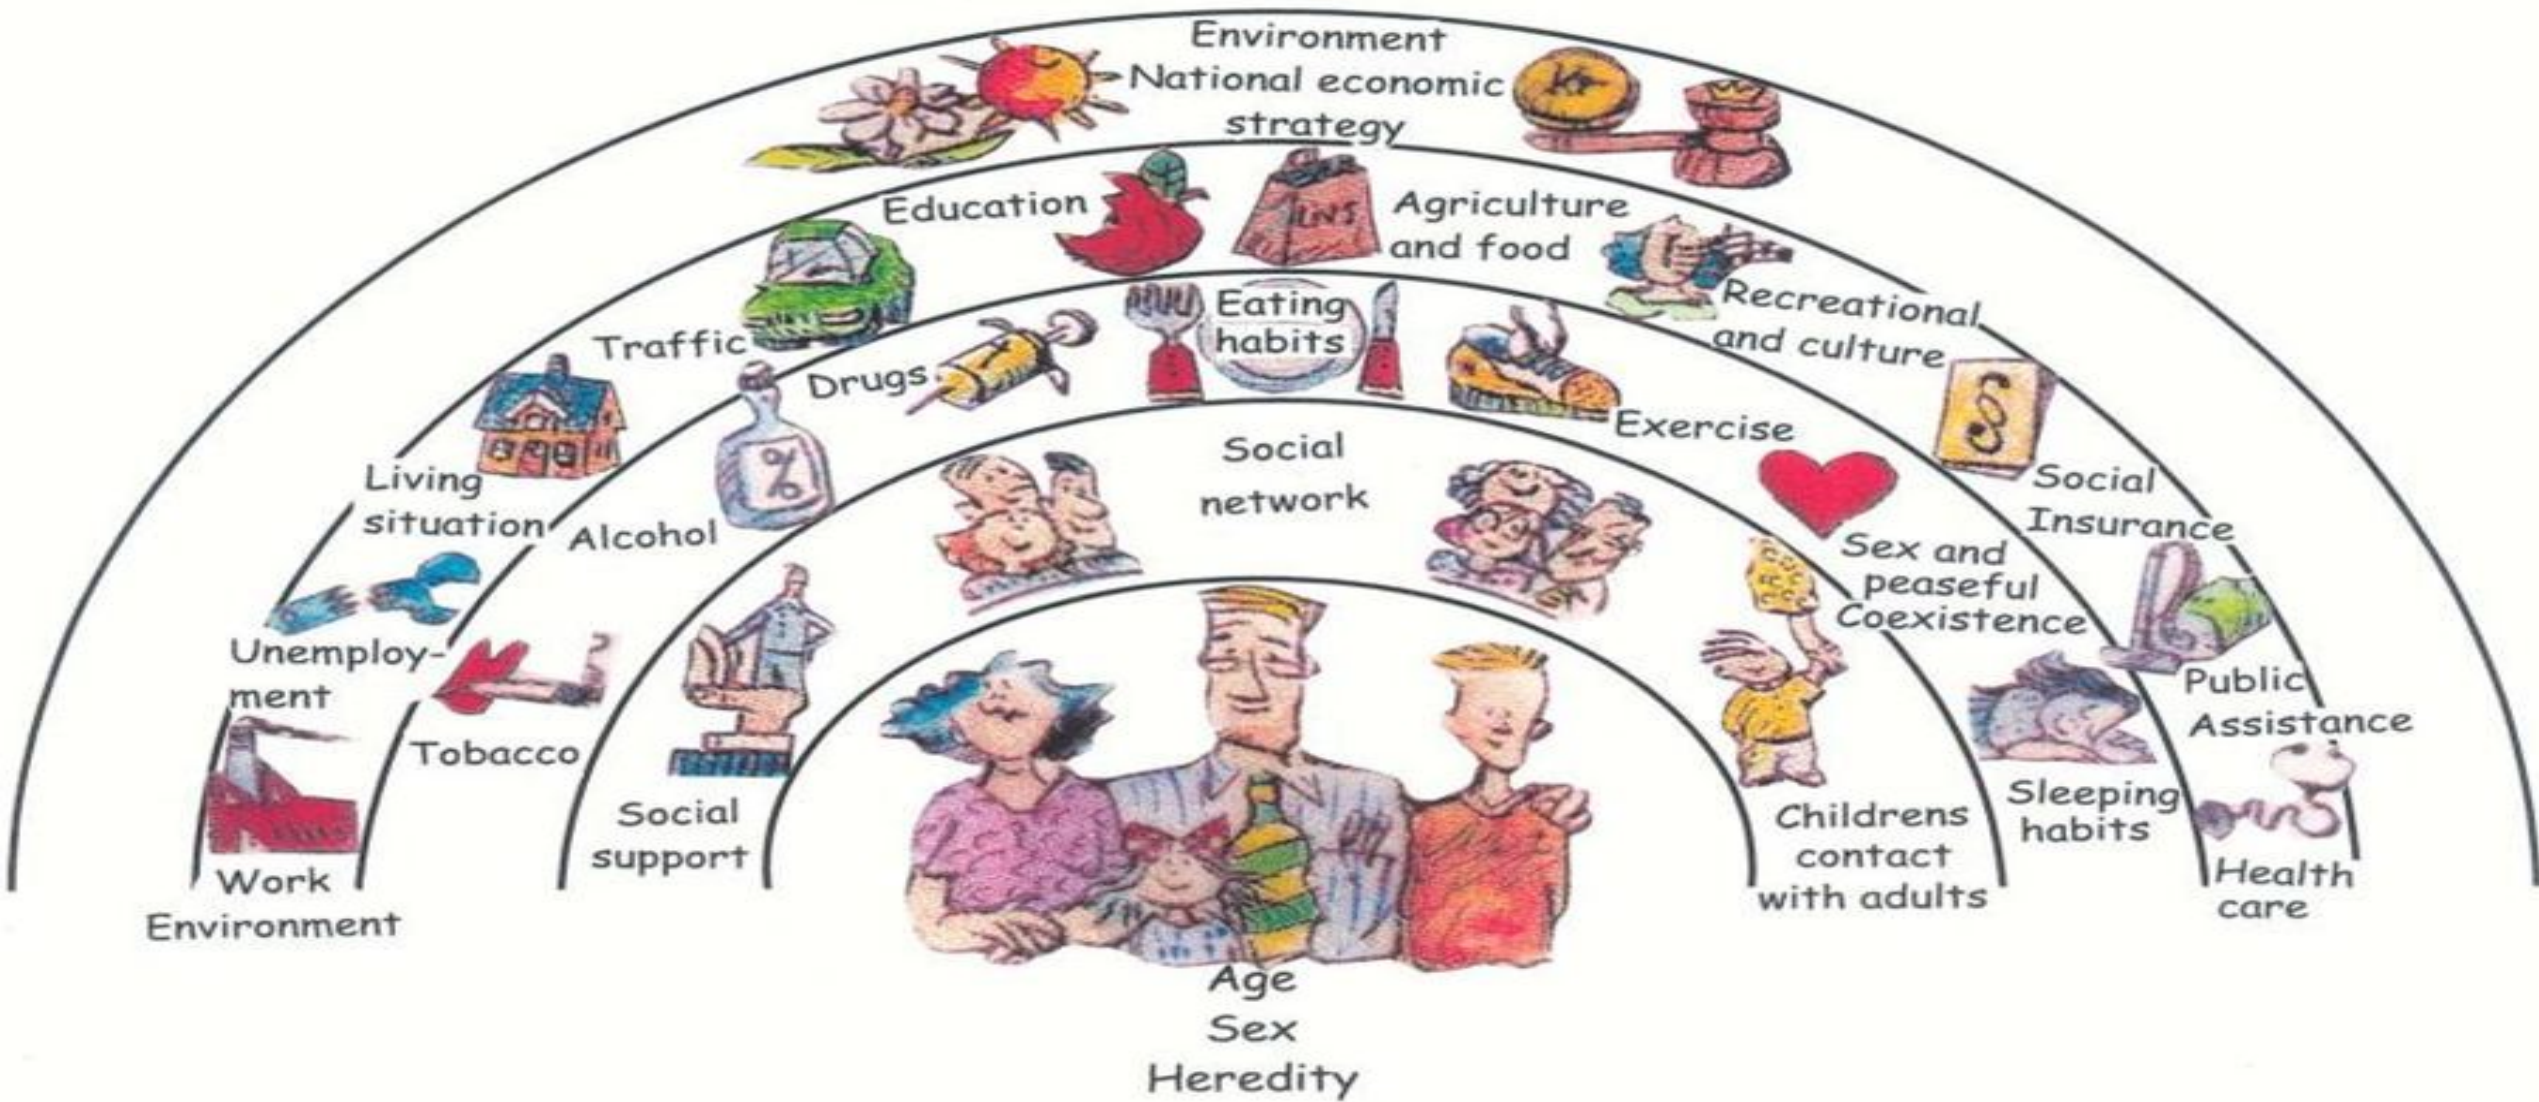 Environment
National economic
strategy
Kr
Education
LNS
Agriculture
and food
Traffic
Recreational
and culture
Drugs
Eating
habits
Exercise
Living
situation
Alcohol
%
Social
network
§
Social
Insurance
Sex and
peaseful
Coexistence
Unemploy-
ment
Tobacco
Public
Assistance
Work
Environment
Social
support
Childrens
contact
with adults
Sleeping
habits
Health
care
Age
Sex
Heredity